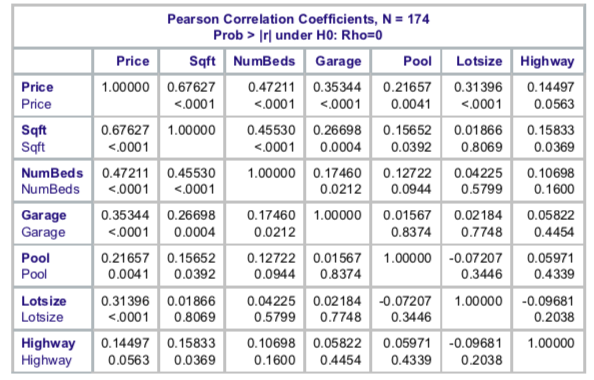 Pearson Correlation Coefficients, N = 174
Prob > |r| under H0: Rho=0
Price Sqft NumBeds Garage Pool Lotsize Highway
Price 1.00000 0.67627 0.47211 0.35344 0.21657 0.31396 0.14497
Price <.0001 <.0001 <.0001 0.0041 <.0001 0.0563
Sqft 0.67627 1.00000 0.45530 0.26698 0.15652 0.01866 0.15833
Sqft <.0001 <.0001 0.0004 0.0392 0.8069 0.0369
NumBeds 0.47211 0.45530 1.00000 0.17460 0.12722 0.04225 0.10698
NumBeds <.0001 <.0001 0.0212 0.0944 0.5799 0.1600
Garage 0.35344 0.26698 0.17460 1.00000 0.01567 0.02184 0.05822
Garage <.0001 0.0004 0.0212 0.8374 0.7748 0.4454
Pool 0.21657 0.15652 0.12722 0.01567 1.00000 -0.07207 0.05971
Pool 0.0041 0.0392 0.0944 0.8374 0.3446 0.4339
Lotsize 0.31396 0.01866 0.04225 0.02184 -0.07207 1.00000 -0.09681
Lotsize <.0001 0.8069 0.5799 0.7748 0.3446 0.2038
Highway 0.14497 0.15833 0.10698 0.05822 0.05971 -0.09681 1.00000
Highway 0.0563 0.0369 0.1600 0.4454 0.4339 0.2038